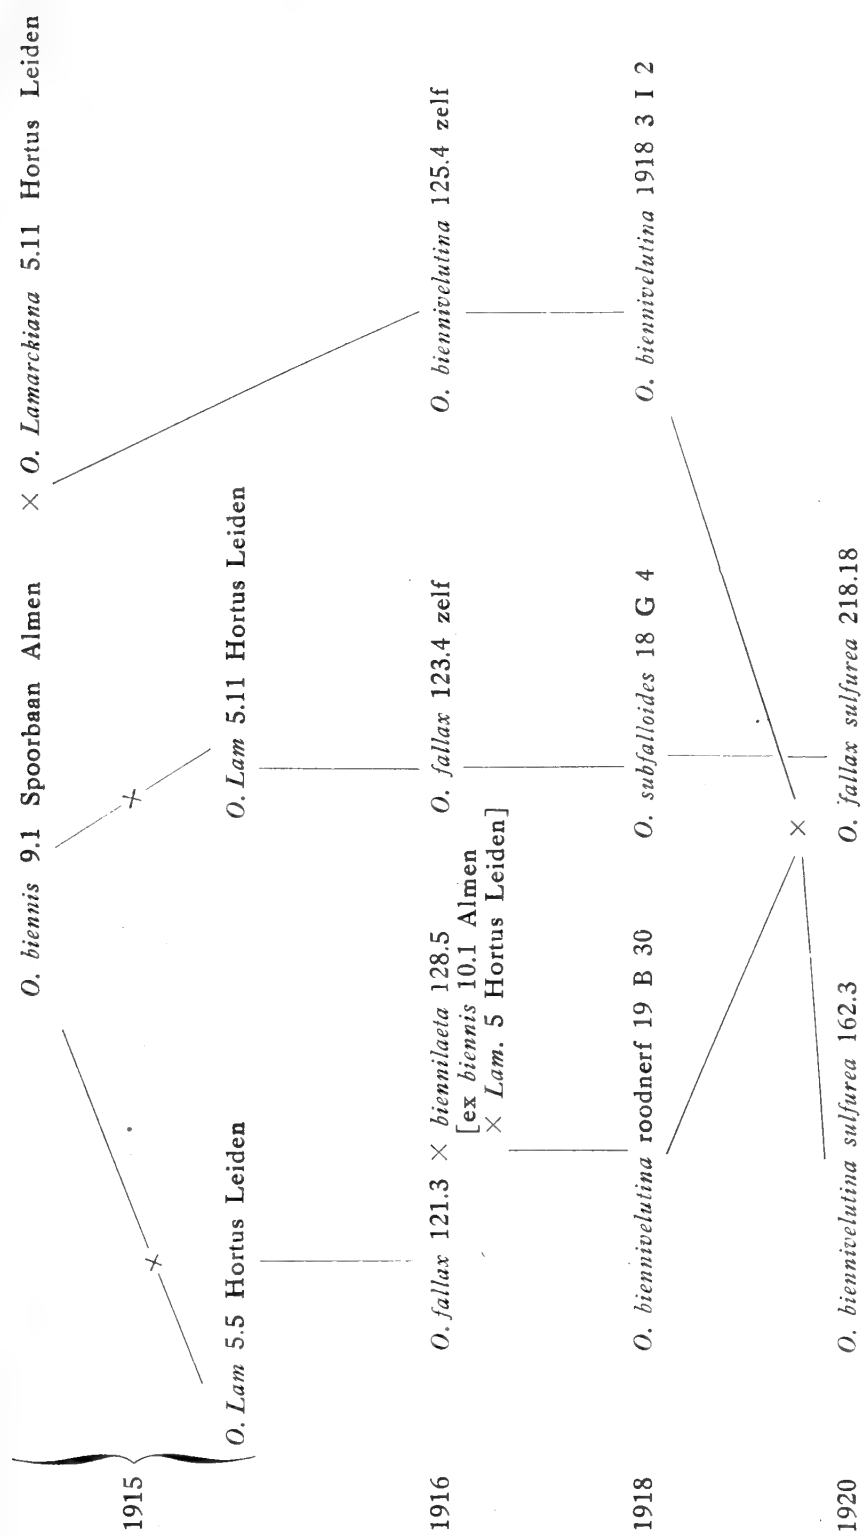 1915
O. biennis 9.1 Spoorbaan Almen × O. Lamarckiana 5.11 Hortus Leiden
×
×
O. Lam 5.5 Hortus Leiden
O. Lam 5.11 Hortus Leiden
1916
O. fallax 121.3 × biennilaeta 128.5
[ex biennis 10.1 Almen
× Lam. 5 Hortus Leiden]
O. fallax 123.4 zelf
O. biennivelutina 125.4 zelf
1918
O. biennivelutina roodnerf 19 B 30
O. subfalloides 18 G 4
O. biennivelutina 1918 3 I 2
×
1920
O. biennivelutina sulfurea 162.3
O. fallax sulfurea 218.18